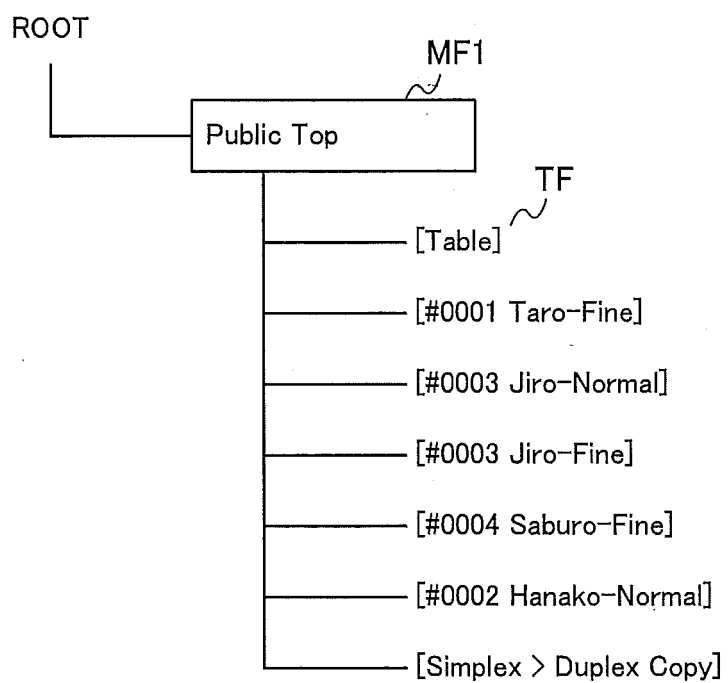 ROOT
MF1
Public Top
TF
[Table]
[#0001 Taro-Fine]
[#0003 Jiro-Normal]
[#0003 Jiro-Fine]
[#0004 Saburo-Fine]
[#0002 Hanako-Normal]
[Simplex > Duplex Copy]